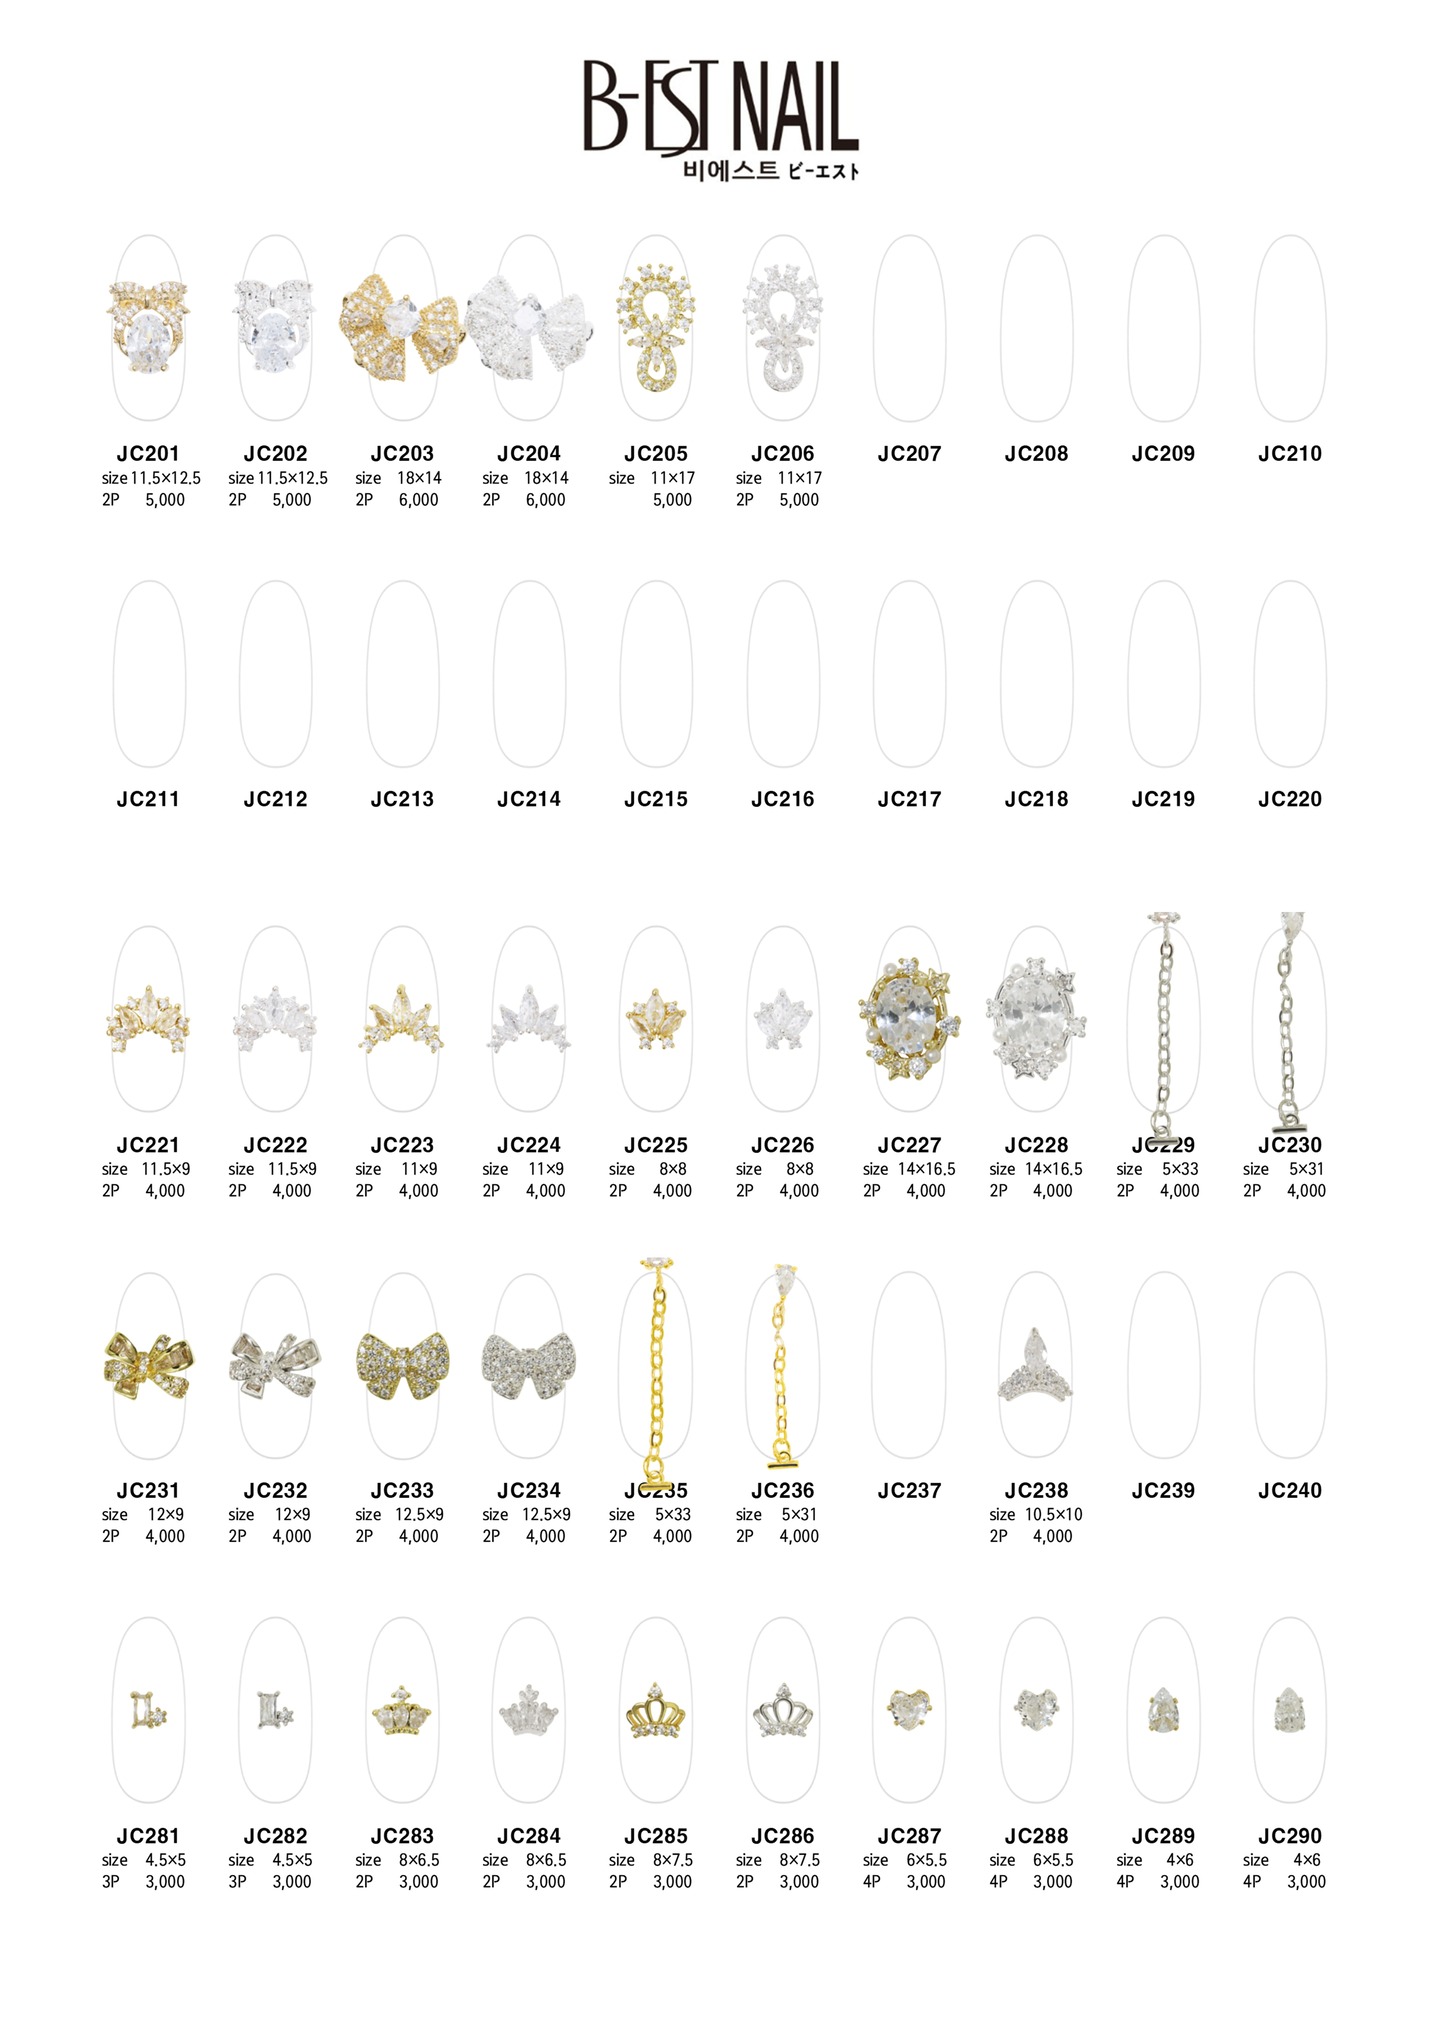 B-EST NAIL
비에스트 ビーエスト
JC201 JC202 JC203 JC204 JC205 JC206 JC207 JC208 JC209 JC210
size 11.5×12.5 size 11.5×12.5 size 18×14 size 18×14 size 11×17 size 11×17
2P 5,000 2P 5,000 2P 6,000 2P 6,000 5,000 2P 5,000
JC211 JC212 JC213 JC214 JC215 JC216 JC217 JC218 JC219 JC220
JC221 JC222 JC223 JC224 JC225 JC226 JC227 JC228 JC229 JC230
size 11.5×9 size 11.5×9 size 11×9 size 11×9 size 8×8 size 8×8 size 14×16.5 size 14×16.5 size 5×33 size 5×31
2P 4,000 2P 4,000 2P 4,000 2P 4,000 2P 4,000 2P 4,000 2P 4,000 2P 4,000 2P 4,000 2P 4,000
JC231 JC232 JC233 JC234 JC235 JC236 JC237 JC238 JC239 JC240
size 12×9 size 12×9 size 12.5×9 size 12.5×9 size 5×33 size 5×31 size 10.5×10
2P 4,000 2P 4,000 2P 4,000 2P 4,000 2P 4,000 2P 4,000 2P 4,000
JC281 JC282 JC283 JC284 JC285 JC286 JC287 JC288 JC289 JC290
size 4.5×5 size 4.5×5 size 8×6.5 size 8×6.5 size 8×7.5 size 8×7.5 size 6×5.5 size 6×5.5 size 4×6 size 4×6
3P 3,000 3P 3,000 2P 3,000 2P 3,000 2P 3,000 2P 3,000 4P 3,000 4P 3,000 4P 3,000 4P 3,000